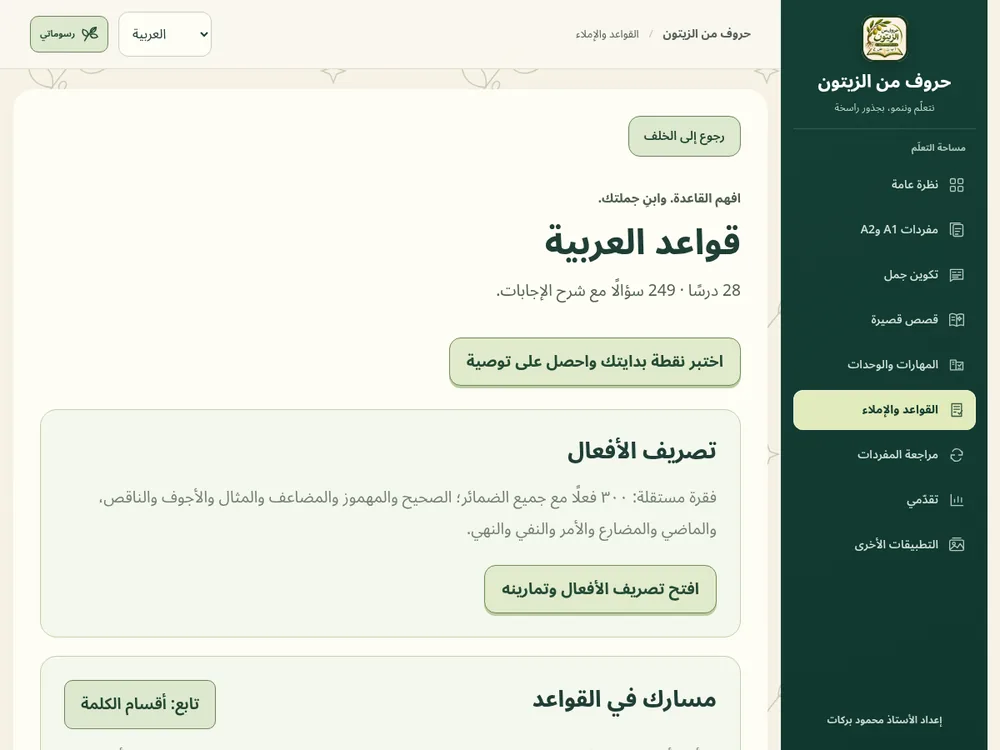 حروف من الزيتون
نتعلّم وننمو، بجذور راسخة
مساحة التعلّم
نظرة عامة
مفردات A1 وA2
تكوين جمل
قصص قصيرة
المهارات والوحدات
القواعد والإملاء
مراجعة المفردات
تقدّمي
التطبيقات الأخرى
إعداد الأستاذ محمود بركات
حروف من الزيتون / القواعد والإملاء
العربية
رسوماتي
رجوع إلى الخلف
افهم القاعدة، وابنِ جملتك.
قواعد العربية
28 درسًا · 249 سؤالًا مع شرح الإجابات.
اختبر نقطة بدايتك واحصل على توصية
تصريف الأفعال
فقرة مستقلة: ٣٠٠ فعلًا مع جميع الضمائر؛ الصحيح والمهموز والمضاعف والمثال والأجوف والناقص،
والماضي والمضارع والأمر والنفي والنهي.
افتح تصريف الأفعال وتمارينه
مسارك في القواعد
تابع: أقسام الكلمة